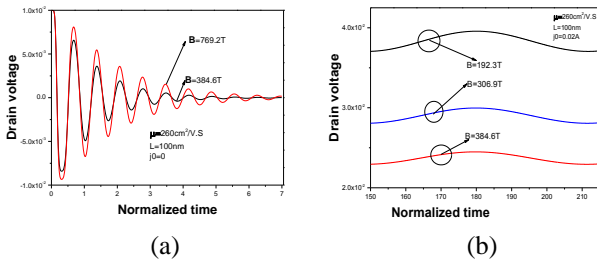 (a)
1.0x10⁻²
5.0x10⁻³
0.0
-5.0x10⁻³
-1.0x10⁻²
Drain voltage
B=769.2T
B=384.6T
μ=260cm²/V.S
L=100nm
j0=0
0 1 2 3 4 5 6 7
Normalized time
(a)
(b)
4.0x10⁻²
2.0x10⁻²
Drain voltage
μ=260cm²/V.S
L=100nm
j0=0.02A
B=192.3T
B=306.9T
B=384.6T
150 160 170 180 190 200 210
Normalized time
(b)